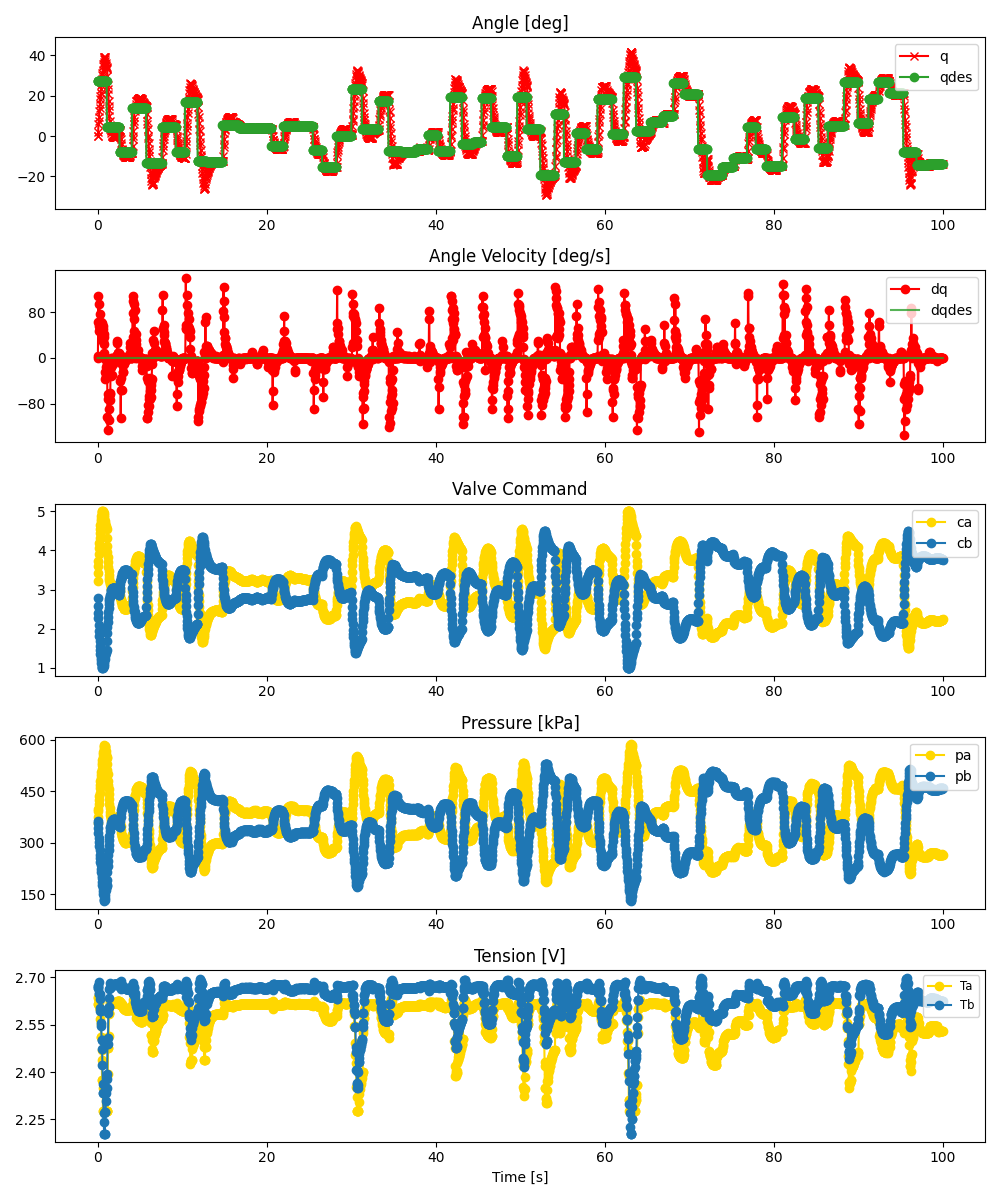 Angle [deg]
40
20
0
−20
q
qdes
0 20 40 60 80 100
Angle Velocity [deg/s]
80
0
−80
dq
dqdes
0 20 40 60 80 100
Valve Command
5
4
3
2
1
ca
cb
0 20 40 60 80 100
Pressure [kPa]
600
450
300
150
pa
pb
0 20 40 60 80 100
Tension [V]
2.70
2.55
2.40
2.25
Ta
Tb
0 20 40 60 80 100
Time [s]